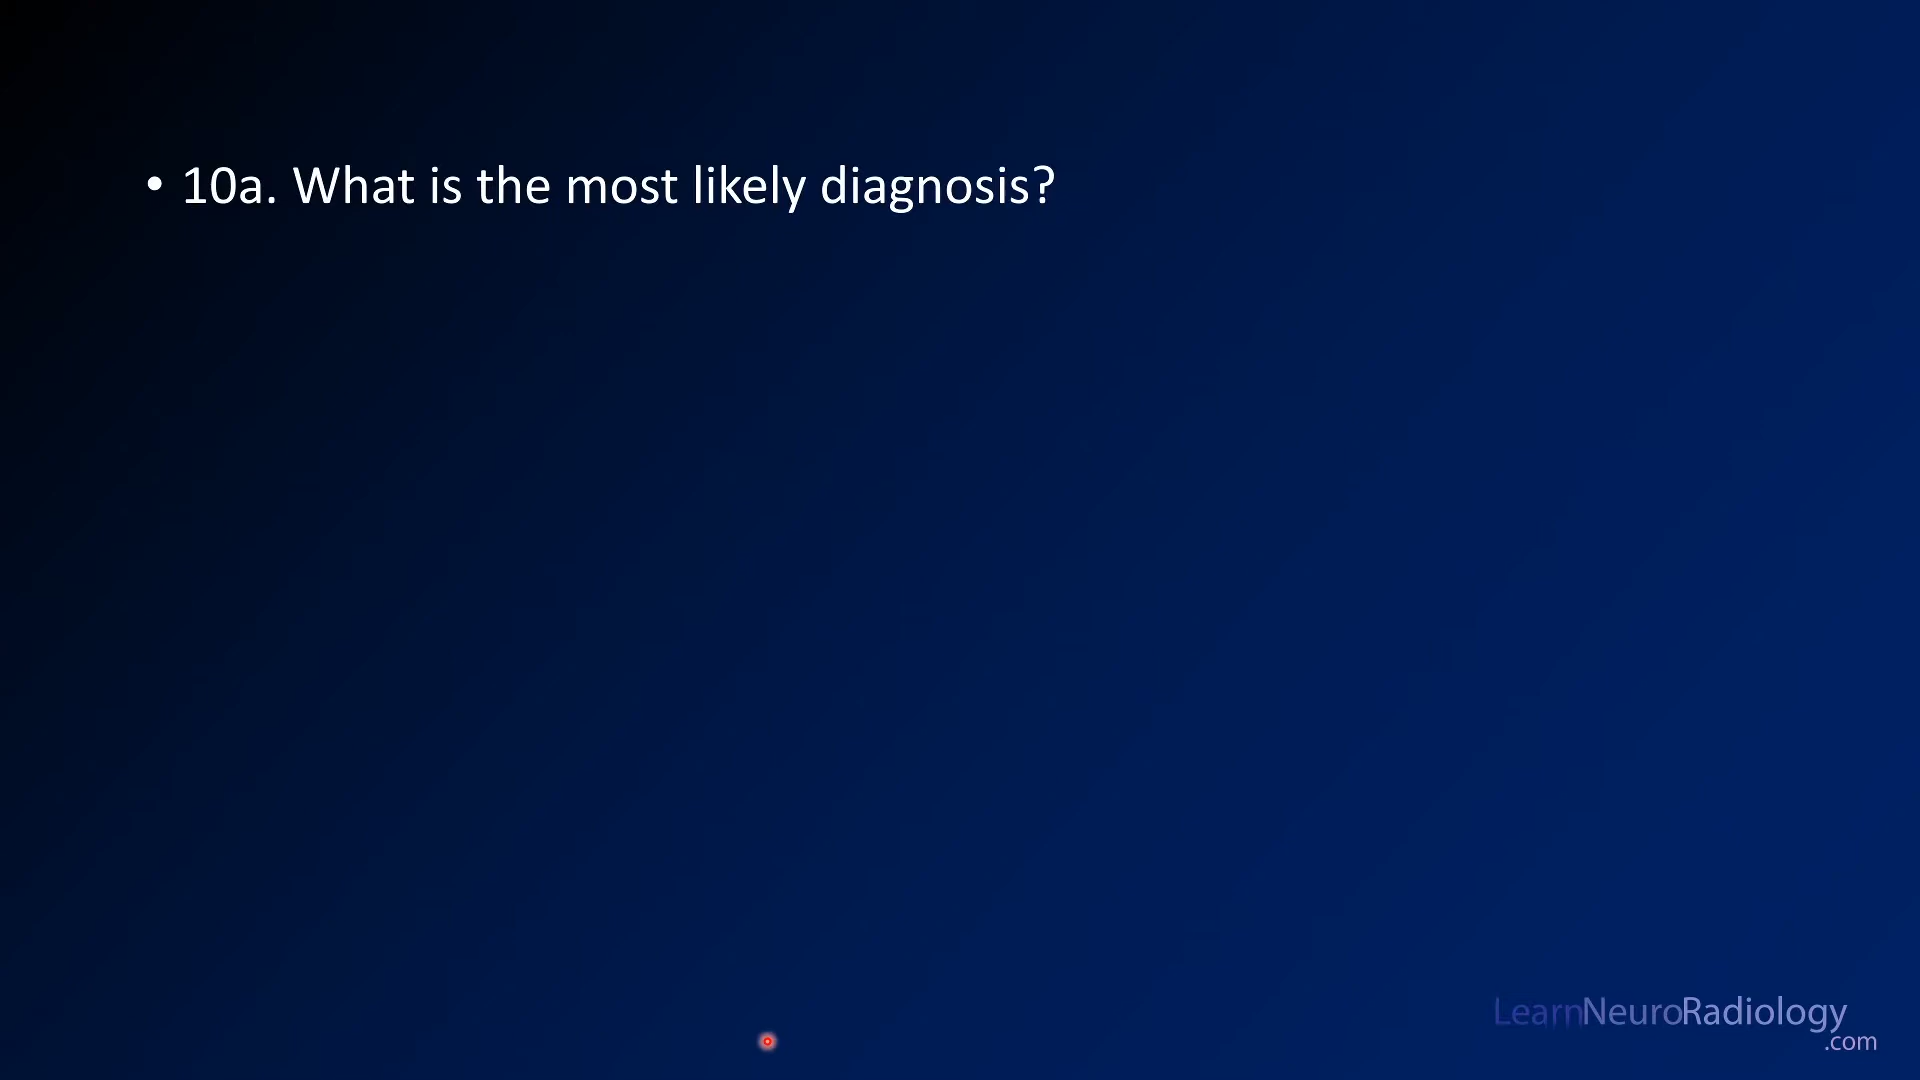 • 10a. What is the most likely diagnosis?
LearnNeuroRadiology
.com